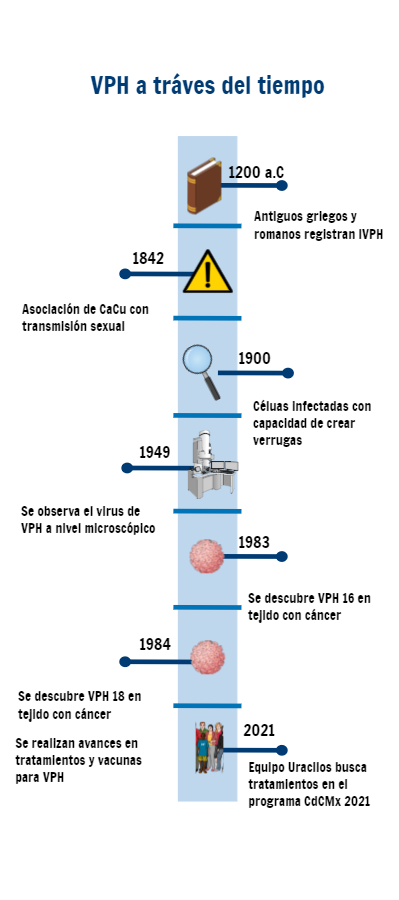 VPH a tráves del tiempo
1200 a.C
Antiguos griegos y
romanos registran IVPH
1842
Asociación de CaCu con
transmisión sexual
1900
Céluas infectadas con
capacidad de crear
verrugas
1949
Se observa el virus de
VPH a nivel microscópico
1983
Se descubre VPH 16 en
tejido con cáncer
1984
Se descubre VPH 18 en
tejido con cáncer
Se realizan avances en
tratamientos y vacunas
para VPH
2021
Equipo Uracilos busca
tratamientos en el
programa CdCMx 2021